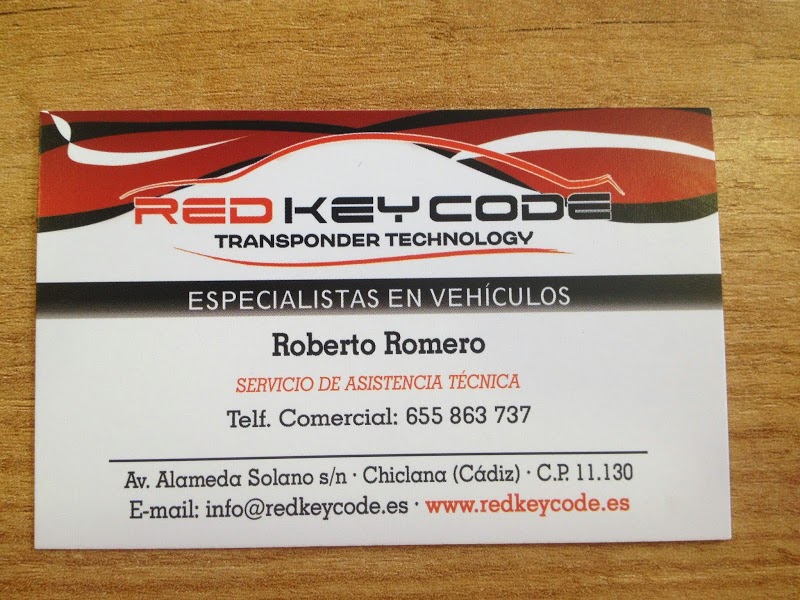 RED KEY CODE
TRANSPONDER TECHNOLOGY
ESPECIALISTAS EN VEHÍCULOS
Roberto Romero
SERVICIO DE ASISTENCIA TÉCNICA
Telf. Comercial: 655 863 737
Av. Alameda Solano s/n · Chiclana (Cádiz) · C.P. 11.130
E-mail: info@redkeycode.es · www.redkeycode.es